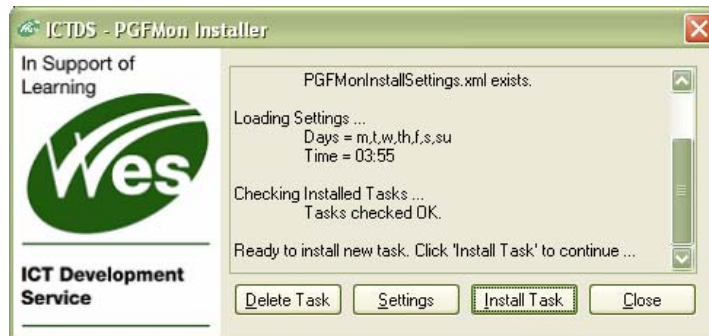 ICTDS - PGFMon Installer
In Support of
Learning
Wes
ICT Development
Service
PGFMonInstallSettings.xml exists.
Loading Settings ...
Days = m,t,w,th,f,s,su
Time = 03:55
Checking Installed Tasks ...
Tasks checked OK.
Ready to install new task. Click 'Install Task' to continue ...
Delete Task Settings Install Task Close